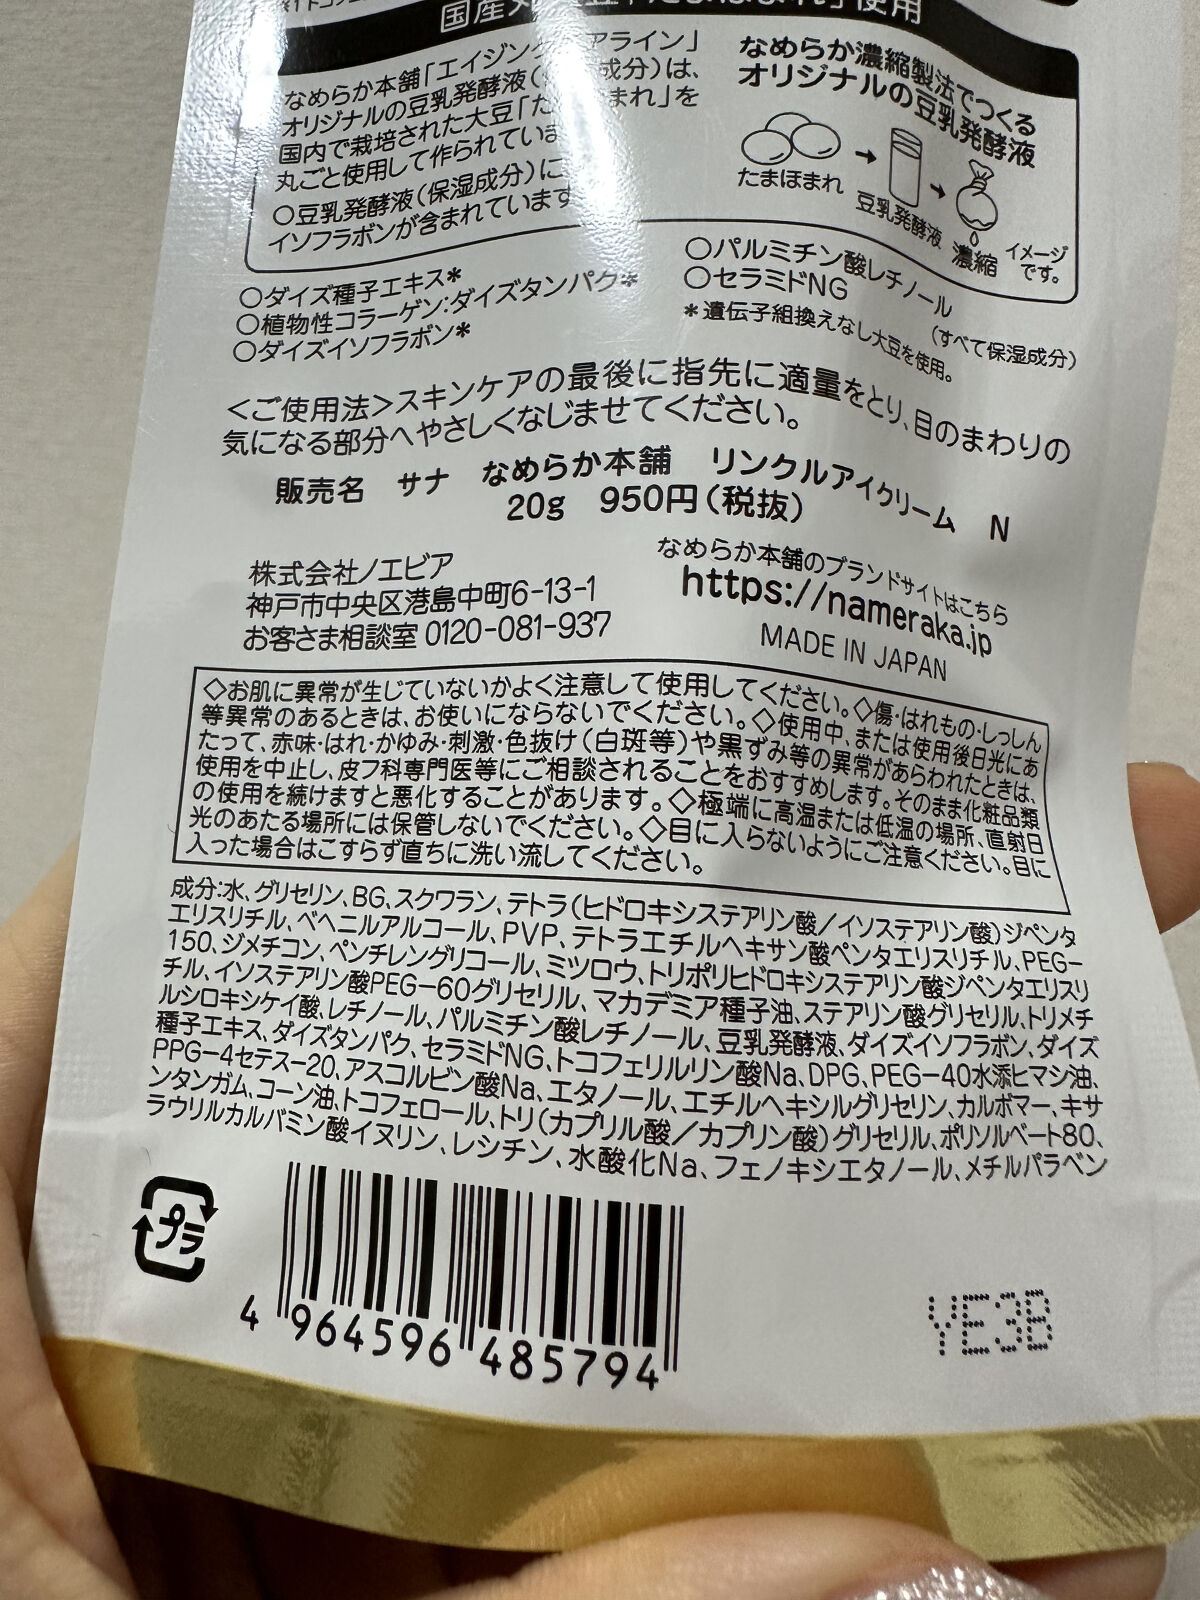 国産丸 使用
なめらか本舗「エイジングケアライン」
オリジナルの豆乳発酵液( 成分)は、
国内で栽培された大豆「た まれ」を
丸ごと使用して作られていま
○豆乳発酵液(保湿成分)に
イソフラボンが含まれています
なめらか濃縮製法でつくる
オリジナルの豆乳発酵液
たまほまれ
豆乳発酵液
濃縮
イメージ
です。
○ダイズ種子エキス*
○植物性コラーゲン:ダイズタンパク*
○ダイズイソフラボン*
○パルミチン酸レチノール
○セラミドNG
(すべて保湿成分)
*遺伝子組換えなし大豆を使用。
<ご使用法>スキンケアの最後に指先に適量をとり、目のまわりの
気になる部分へやさしくなじませてください。
販売名 サナ なめらか本舗 リンクルアイクリーム N
20g 950円(税抜)
株式会社ノエビア
神戸市中央区港島中町6-13-1
お客さま相談室 0120-081-937
なめらか本舗のブランドサイトはこちら
https://nameraka.jp
MADE IN JAPAN
◇お肌に異常が生じていないかよく注意して使用してください。◇傷・はれもの・しっしん
等異常のあるときは、お使いにならないでください。◇使用中、または使用後日光にあ
たって、赤味・はれ・かゆみ・刺激・色抜け(白斑等)や黒ずみ等の異常があらわれたときは、
使用を中止し、皮フ科専門医等にご相談されることをおすすめします。そのまま化粧品類
の使用を続けますと悪化することがあります。◇極端に高温または低温の場所、直射日
光のあたる場所には保管しないでください。◇目に入らないようにご注意ください。目に
入った場合はこすらず直ちに洗い流してください。
成分:水、グリセリン、BG、スクワラン、テトラ(ヒドロキシステアリン酸/イソステアリン酸)ジペンタ
エリスリチル、ベヘニルアルコール、PVP、テトラエチルヘキサン酸ペンタエリスリチル、PEG-
150、ジメチコン、ペンチレングリコール、ミツロウ、トリポリヒドロキシステアリン酸ジペンタエリスリ
チル、イソステアリン酸PEG-60グリセリル、マカデミア種子油、ステアリン酸グリセリル、トリメチ
ルシロキシケイ酸、レチノール、パルミチン酸レチノール、豆乳発酵液、ダイズイソフラボン、ダイズ
種子エキス、ダイズタンパク、セラミドNG、トコフェリルリン酸Na、DPG、PEG-40水添ヒマシ油、
PPG-4セテス-20、アスコルビン酸Na、エタノール、エチルヘキシルグリセリン、カルボマー、キサ
ンタンガム、コーン油、トコフェロール、トリ(カプリル酸/カプリン酸)グリセリル、ポリソルベート80、
ラウリルカルバミン酸イヌリン、レシチン、水酸化Na、フェノキシエタノール、メチルパラベン
プラ
4 964596 485794
YE3B